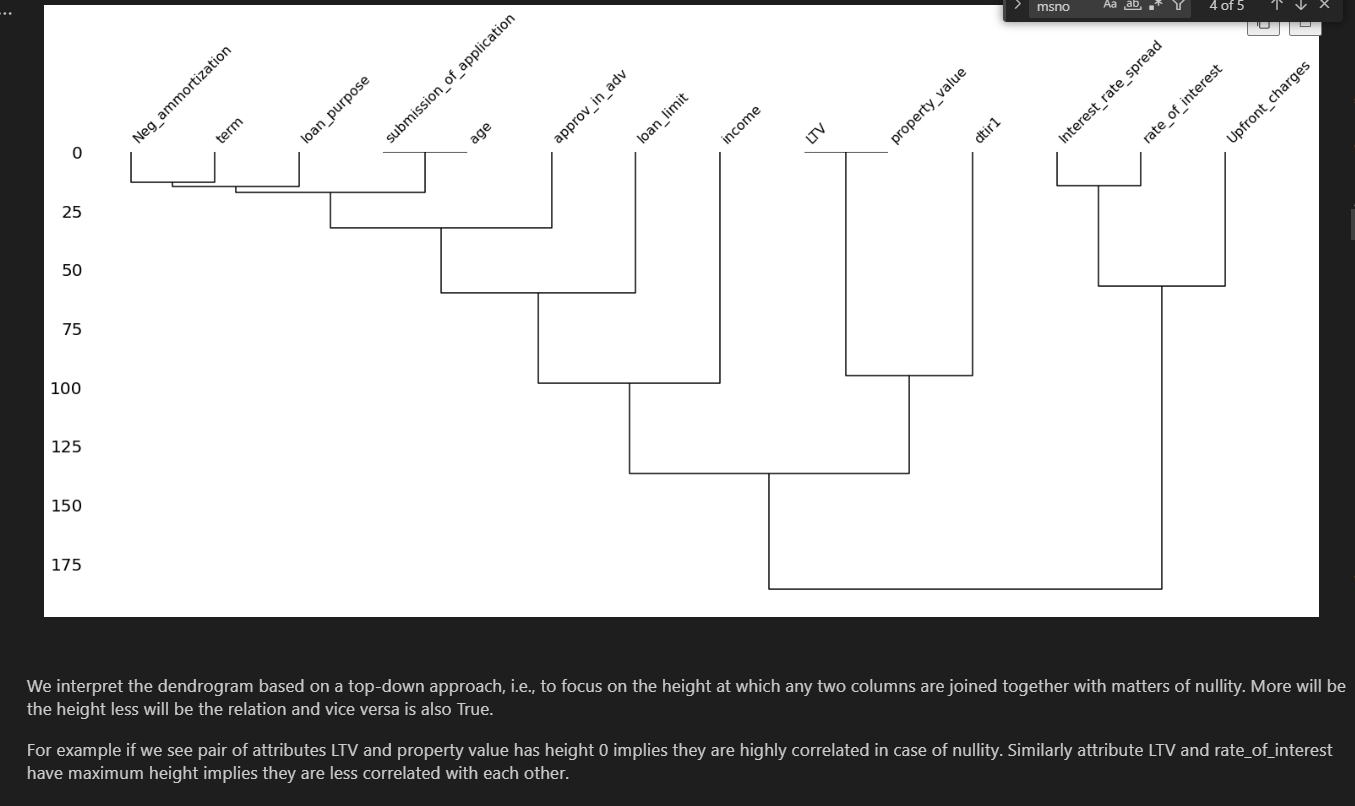 ...
msno Aa ab .* 4 of 5
Neg_ammortization
term
loan_purpose
submission_of_application
age
approv_in_adv
loan_limit
income
LTV
property_value
dtir1
Interest_rate_spread
rate_of_interest
Upfront_charges
0
25
50
75
100
125
150
175
We interpret the dendrogram based on a top-down approach, i.e., to focus on the height at which any two columns are joined together with matters of nullity. More will be
the height less will be the relation and vice versa is also True.
For example if we see pair of attributes LTV and property value has height 0 implies they are highly correlated in case of nullity. Similarly attribute LTV and rate_of_interest
have maximum height implies they are less correlated with each other.